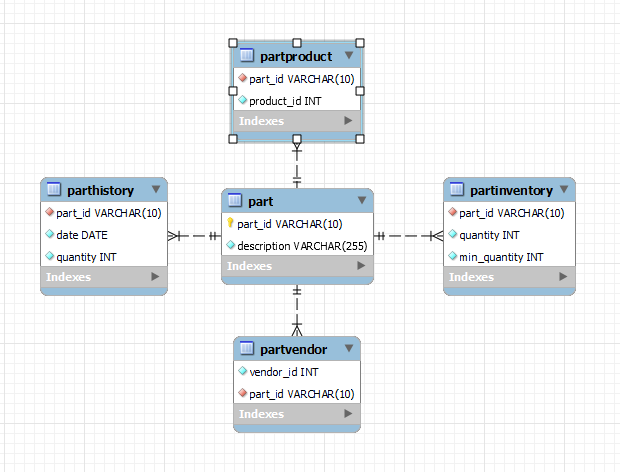 partproduct
part_id VARCHAR(10)
product_id INT
Indexes
parthistory
part_id VARCHAR(10)
date DATE
quantity INT
Indexes
part
part_id VARCHAR(10)
description VARCHAR(255)
Indexes
partinventory
part_id VARCHAR(10)
quantity INT
min_quantity INT
Indexes
partvendor
vendor_id INT
part_id VARCHAR(10)
Indexes